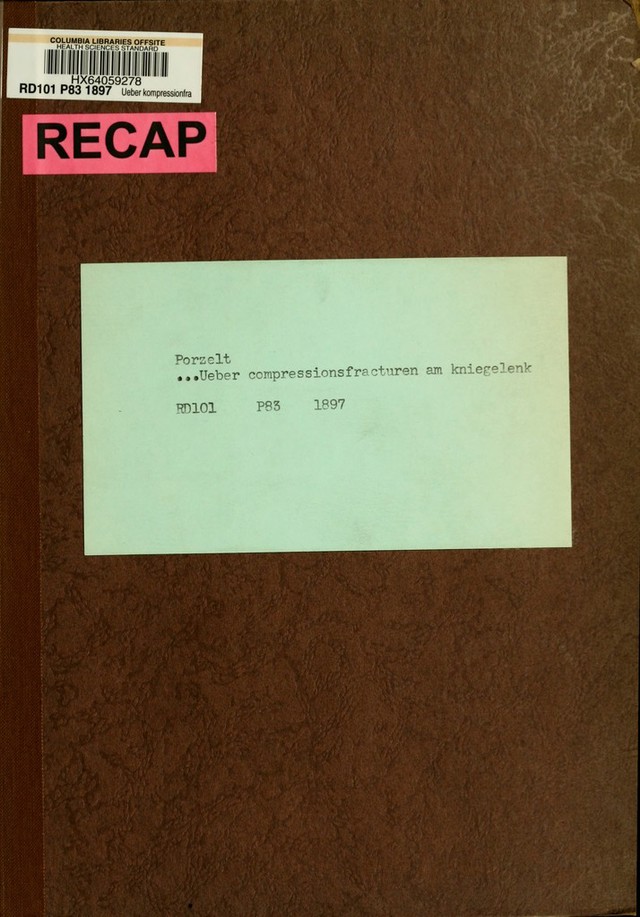 COLUMBIA LIBRARIES OFFSITE
HEALTH SCIENCES STANDARD
HX64059278
RD101 P83 1897 Ueber kompressionfra
RECAP
Porzelt
...Ueber compressionsfracturen am kniegelenk
RD101 P83 1897